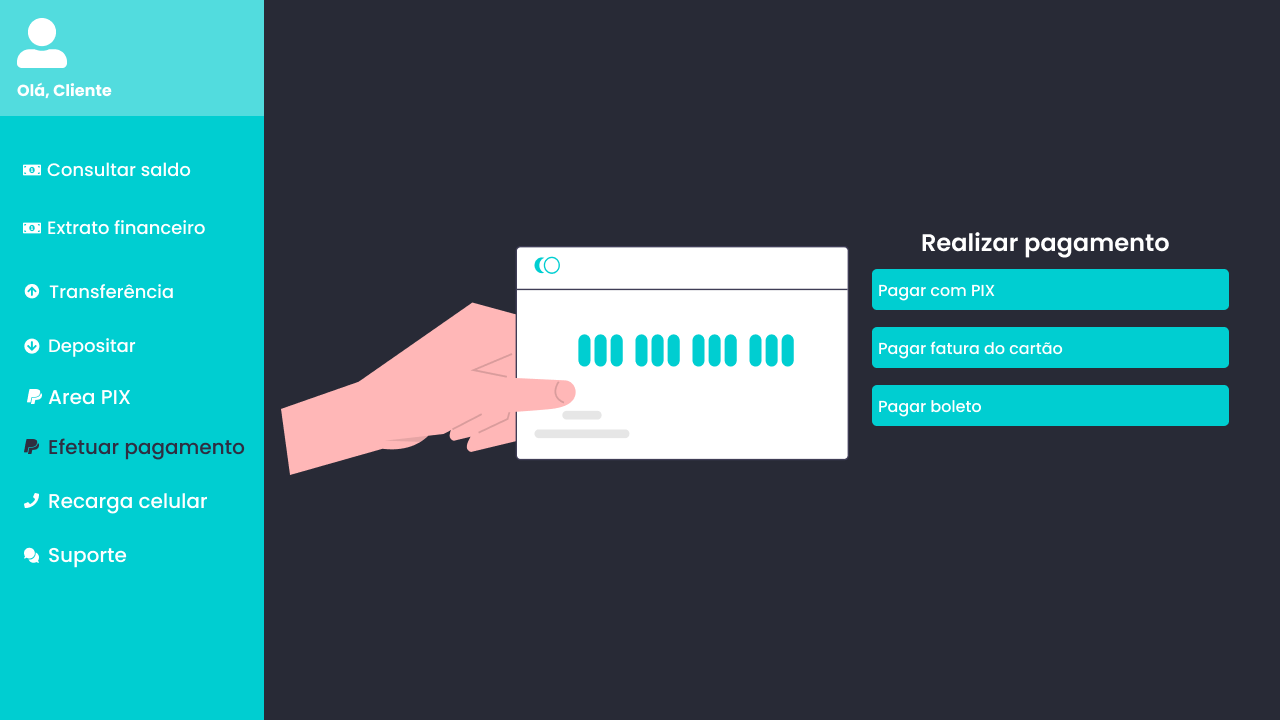 Olá, Cliente
Consultar saldo
Extrato financeiro
Transferência
Depositar
Area PIX
Efetuar pagamento
Recarga celular
Suporte
Realizar pagamento
Pagar com PIX
Pagar fatura do cartão
Pagar boleto